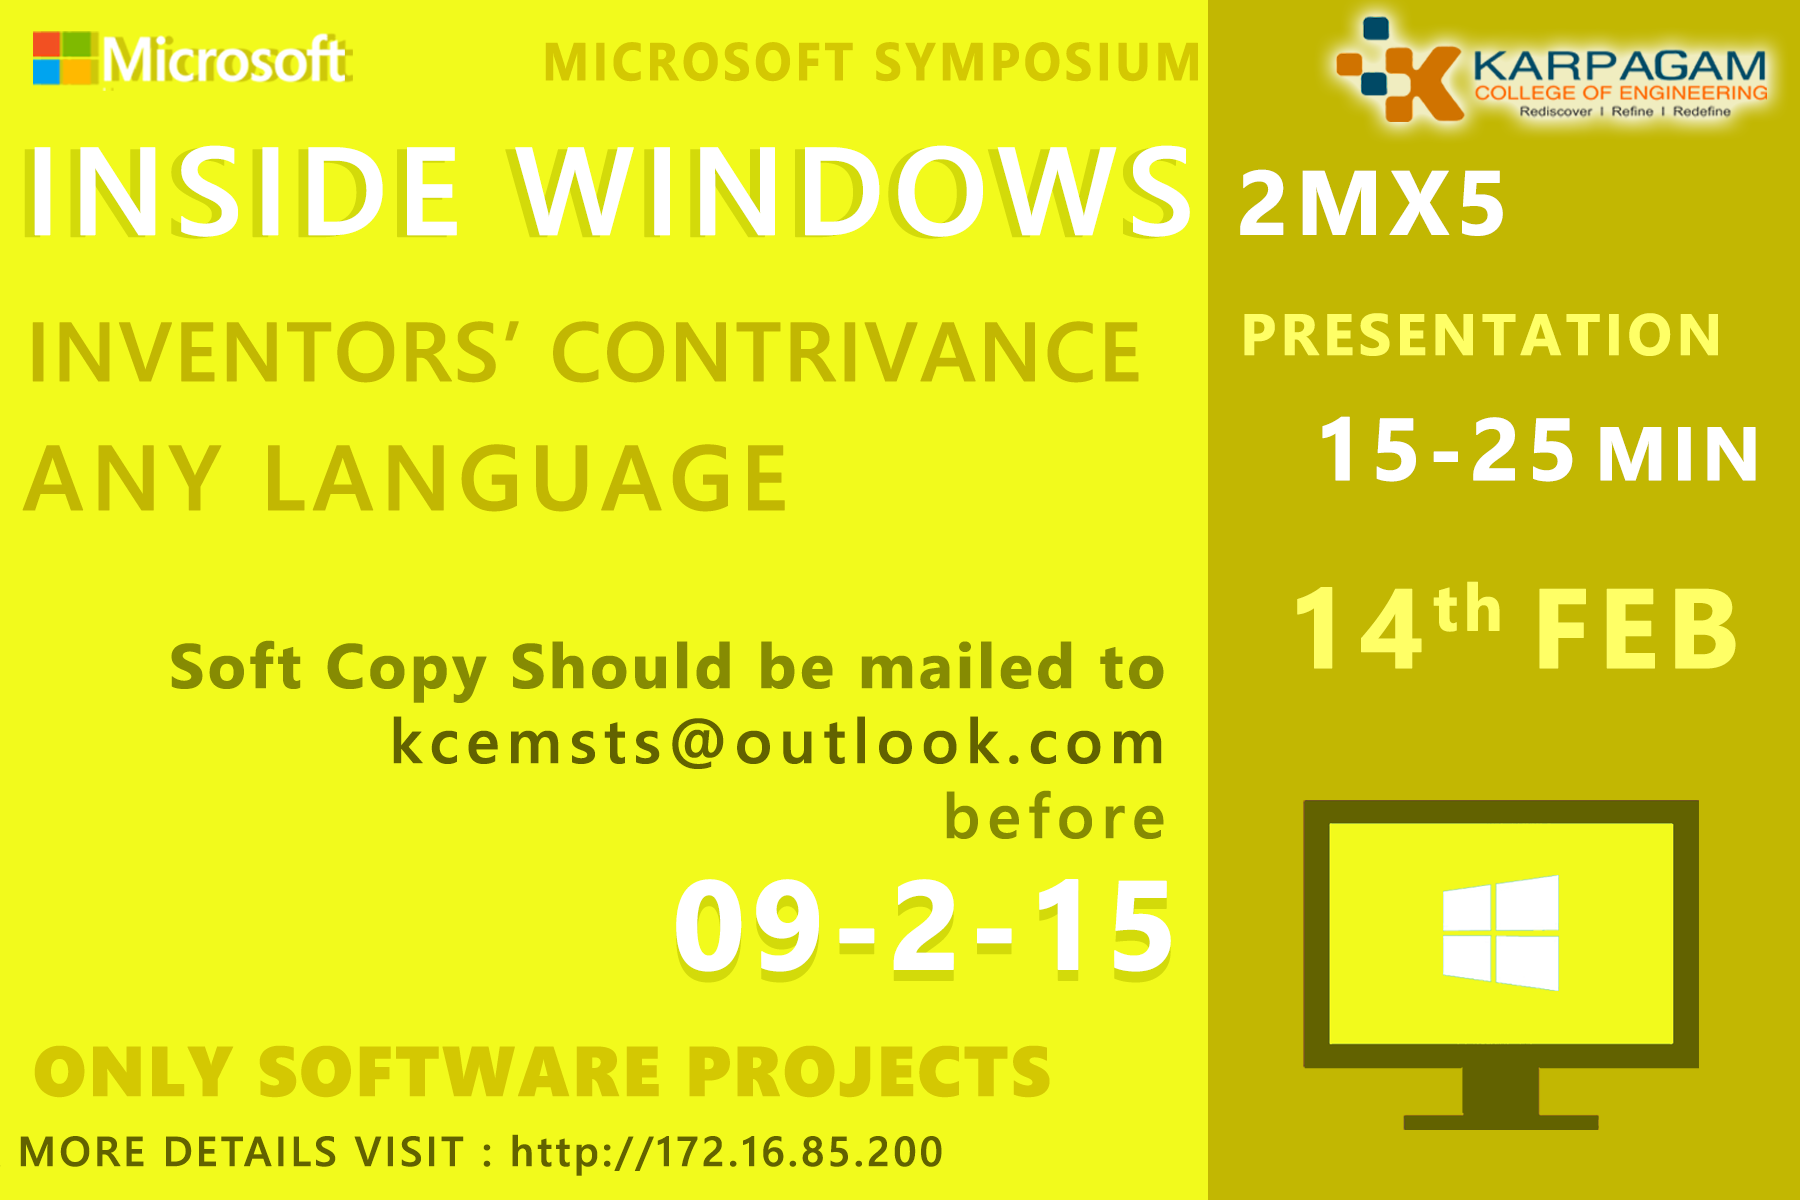 Microsoft
MICROSOFT SYMPOSIUM
INSIDE WINDOWS
INVENTORS’ CONTRIVANCE
ANY LANGUAGE
Soft Copy Should be mailed to
kcemsts@outlook.com
before
09-2-15
ONLY SOFTWARE PROJECTS
MORE DETAILS VISIT : http://172.16.85.200
KARPAGAM
COLLEGE OF ENGINEERING
Rediscover I Refine I Redefine
2MX5
PRESENTATION
15-25 MIN
14th FEB